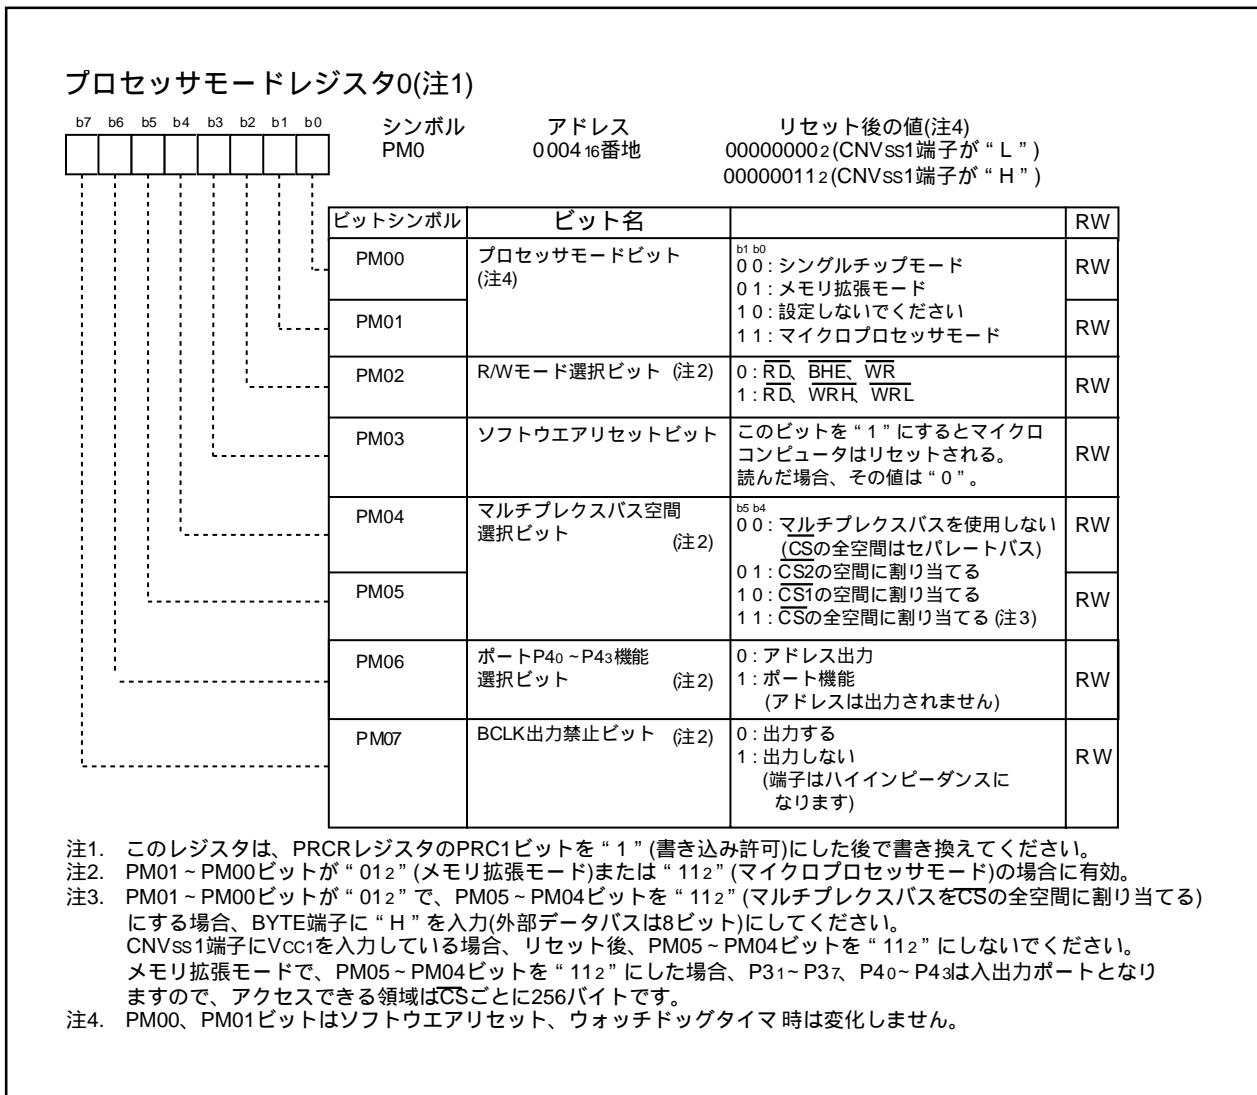 プロセッサモードレジスタ0(注1)
b7 b6 b5 b4 b3 b2 b1 b0
シンボル アドレス リセット後の値(注4)
PM0 000416番地 000000002(CNVSS1端子が“L”)
000000112(CNVSS1端子が“H”)
ビットシンボル ビット名 RW
PM00 プロセッサモードビット
(注4)
b1 b0
0 0 : シングルチップモード
0 1 : メモリ拡張モード
1 0 : 設定しないでください
1 1 : マイクロプロセッサモード
RW
PM01
RW
PM02 R/Wモード選択ビット (注2) 0 : RD、BHE、WR
1 : RD、WRH、WRL
RW
PM03 ソフトウエアリセットビット このビットを“1”にするとマイクロ
コンピュータはリセットされる。
読んだ場合、その値は“0”。
RW
PM04 マルチプレクスバス空間
選択ビット (注2)
b5 b4
0 0 : マルチプレクスバスを使用しない
(CSの全空間はセパレートバス)
0 1 : CS2の空間に割り当てる
1 0 : CS1の空間に割り当てる
1 1 : CSの全空間に割り当てる (注3)
RW
PM05
RW
PM06 ポートP40~P43機能
選択ビット (注2)
0 : アドレス出力
1 : ポート機能
(アドレスは出力されません)
RW
PM07 BCLK出力禁止ビット (注2) 0 : 出力する
1 : 出力しない
(端子はハイインピーダンスに
なります)
RW
注1. このレジスタは、PRCRレジスタのPRC1ビットを“1”(書き込み許可)にした後で書き換えてください。
注2. PM01~PM00ビットが“012”(メモリ拡張モード)または“112”(マイクロプロセッサモード)の場合に有効。
注3. PM01~PM00ビットが“012”で、PM05~PM04ビットを“112”(マルチプレクスバスをCSの全空間に割り当てる)
にする場合、BYTE端子に“H”を入力(外部データバスは8ビット)にしてください。
CNVSS1端子にVCC1を入力している場合、リセット後、PM05~PM04ビットを“112”にしないでください。
メモリ拡張モードで、PM05~PM04ビットを“112”にした場合、P31~P37、P40~P43は入出力ポートとなり
ますので、アクセスできる領域はCSごとに256バイトです。
注4. PM00、PM01ビットはソフトウエアリセット、ウォッチドッグタイマ 時は変化しません。